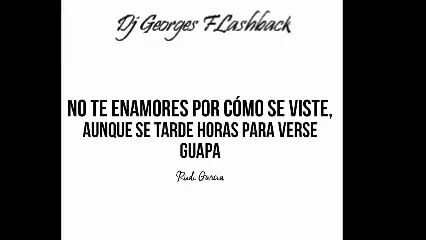 Dj Georges FLashback
NO TE ENAMORES POR CÓMO SE VISTE,
AUNQUE SE TARDE HORAS PARA VERSE
GUAPA
Rudi Garcia